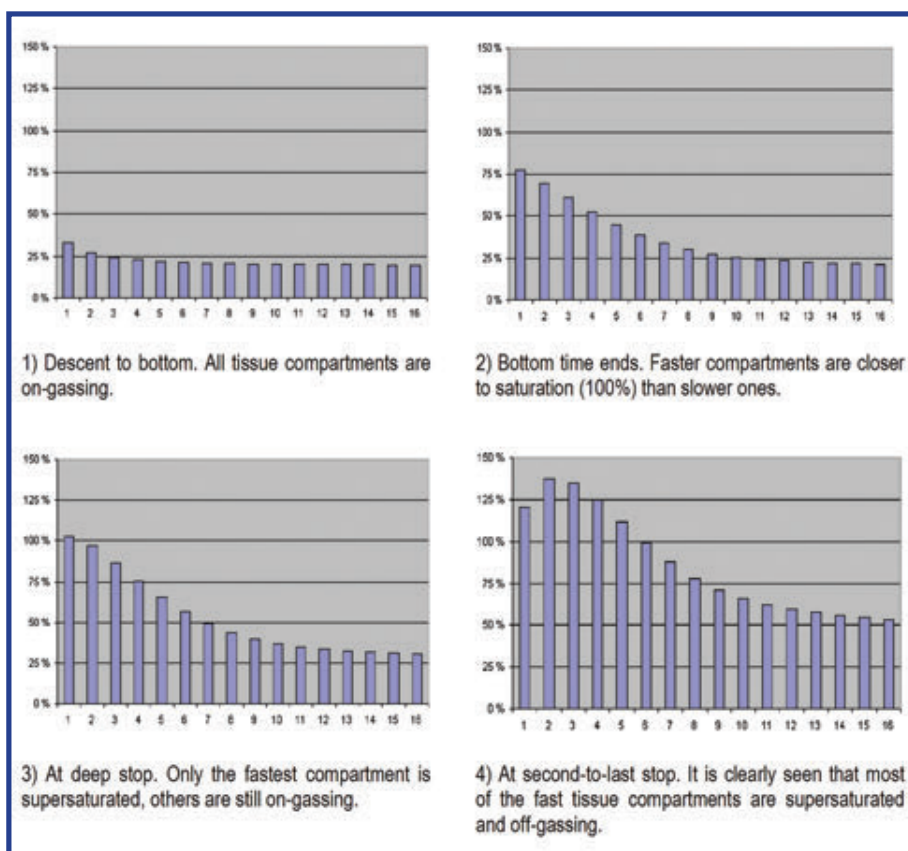 150 %
125 %
100 %
75 %
50 %
25 %
0 %
1 2 3 4 5 6 7 8 9 10 11 12 13 14 15 16
1) Descent to bottom. All tissue compartments are
on-gassing.
150 %
125 %
100 %
75 %
50 %
25 %
0 %
1 2 3 4 5 6 7 8 9 10 11 12 13 14 15 16
2) Bottom time ends. Faster compartments are closer
to saturation (100%) than slower ones.
150 %
125 %
100 %
75 %
50 %
25 %
0 %
1 2 3 4 5 6 7 8 9 10 11 12 13 14 15 16
3) At deep stop. Only the fastest compartment is
supersaturated, others are still on-gassing.
150 %
125 %
100 %
75 %
50 %
25 %
0 %
1 2 3 4 5 6 7 8 9 10 11 12 13 14 15 16
4) At second-to-last stop. It is clearly seen that most
of the fast tissue compartments are supersaturated
and off-gassing.